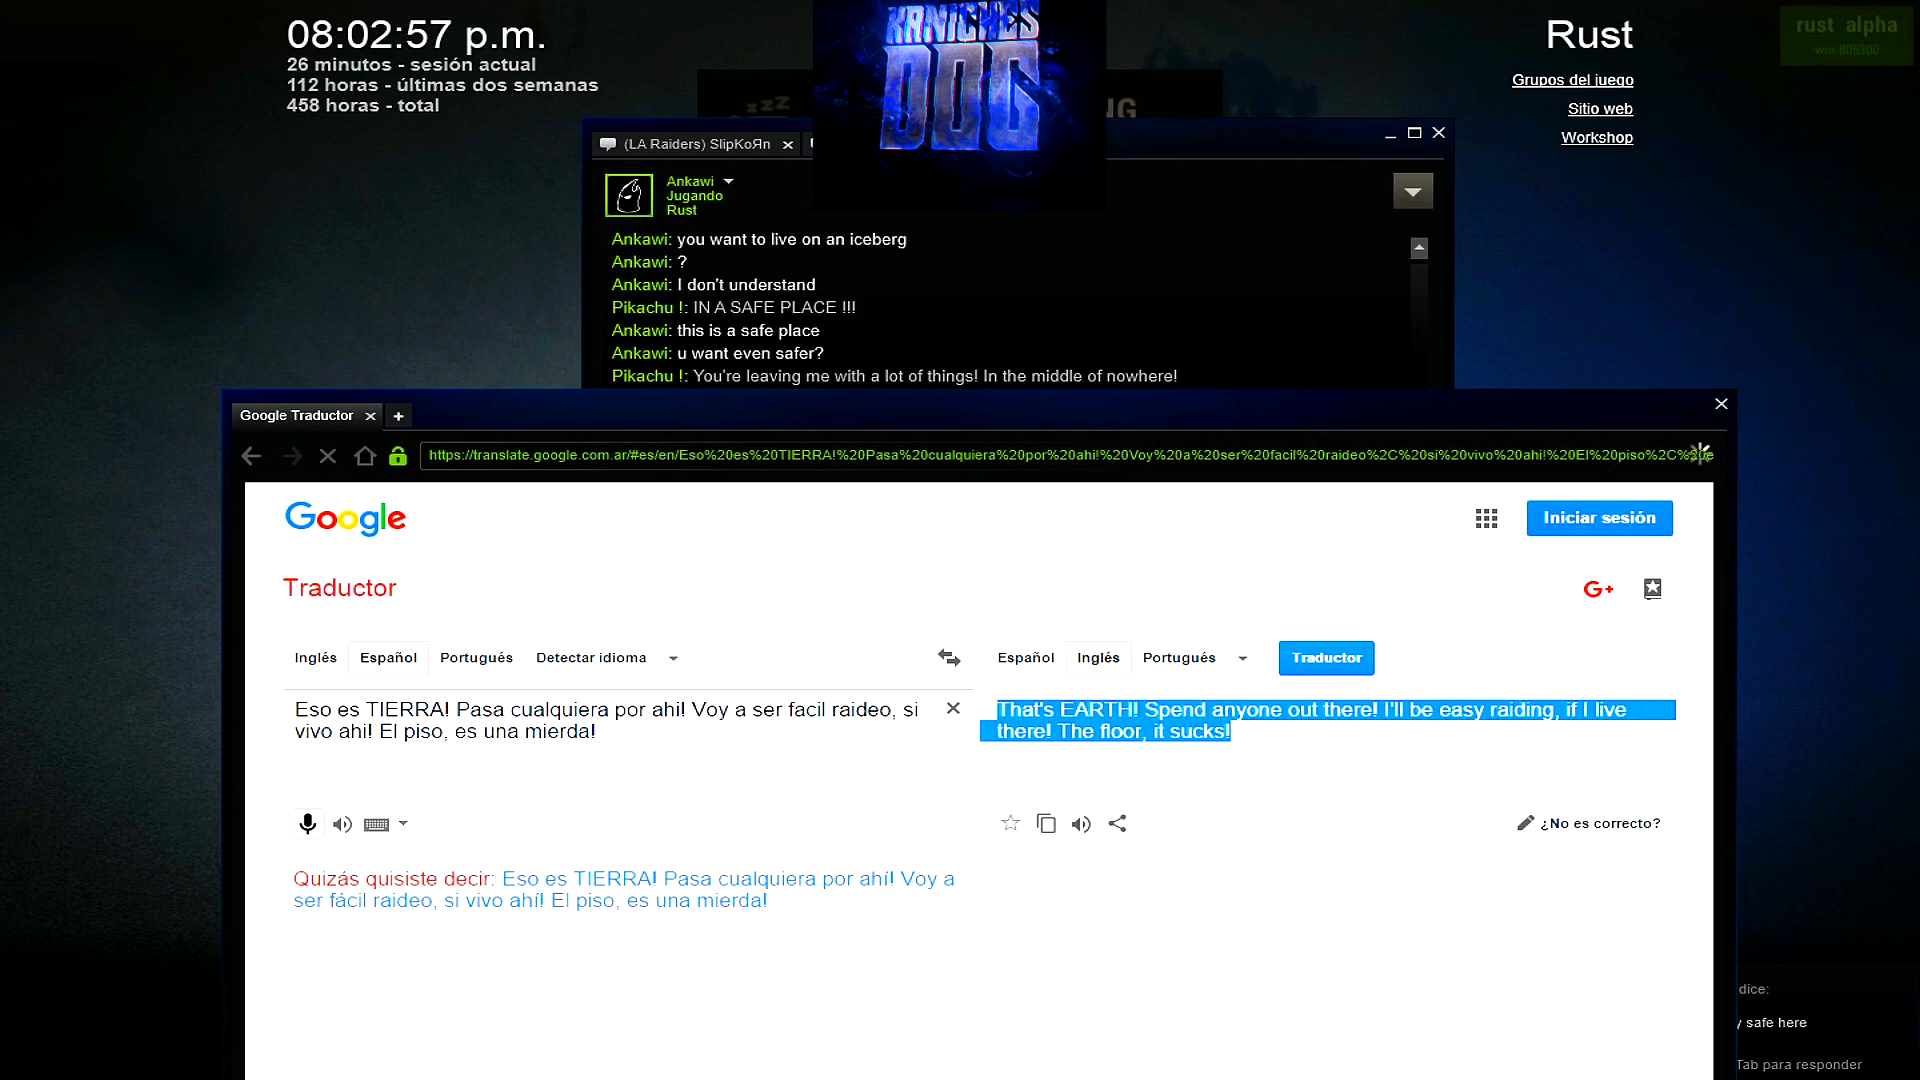 08:02:57 p.m.
26 minutos - sesión actual
112 horas - últimas dos semanas
458 horas - total
KANICHES
DOG
Rust
Grupos del juego
Sitio web
Workshop
rust alpha
zzZ
NG
(LA Raiders) SlipKoЯn
Ankawi
Jugando
Rust
Ankawi: you want to live on an iceberg
Ankawi: ?
Ankawi: I don't understand
Pikachu !: IN A SAFE PLACE !!!
Ankawi: this is a safe place
Ankawi: u want even safer?
Pikachu !: You're leaving me with a lot of things! In the middle of nowhere!
Google Traductor
https://translate.google.com.ar/#es/en/Eso%20es%20TIERRA!%20Pasa%20cualquiera%20por%20ahi!%20Voy%20a%20ser%20facil%20raideo%2C%20si%20vivo%20ahi!%20El%20piso%2C%20e
Google
Iniciar sesión
Traductor
G+
Inglés Español Portugués Detectar idioma
Español Inglés Portugués Traductor
Eso es TIERRA! Pasa cualquiera por ahi! Voy a ser facil raideo, si
vivo ahi! El piso, es una mierda!
That's EARTH! Spend anyone out there! I'll be easy raiding, if I live
there! The floor, it sucks!
¿No es correcto?
Quizás quisiste decir: Eso es TIERRA! Pasa cualquiera por ahí! Voy a
ser fácil raideo, si vivo ahí! El piso, es una mierda!
dice:
y safe here
Tab para responder